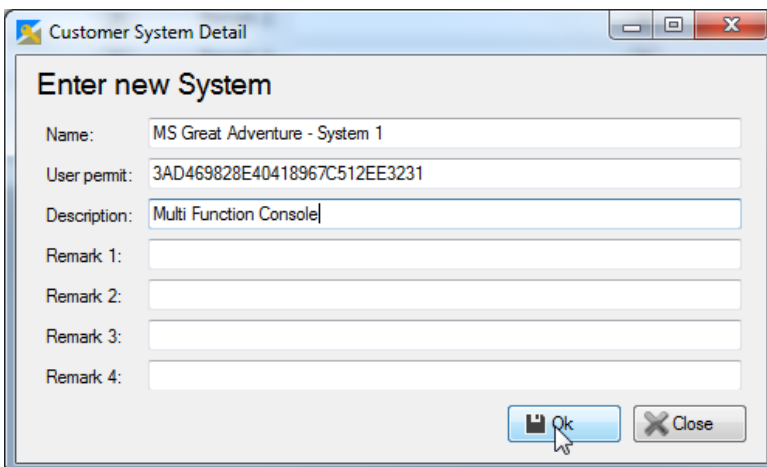 Customer System Detail
Enter new System
Name: MS Great Adventure - System 1
User permit: 3AD469828E40418967C512EE3231
Description: Multi Function Console
Remark 1:
Remark 2:
Remark 3:
Remark 4:
Ok Close